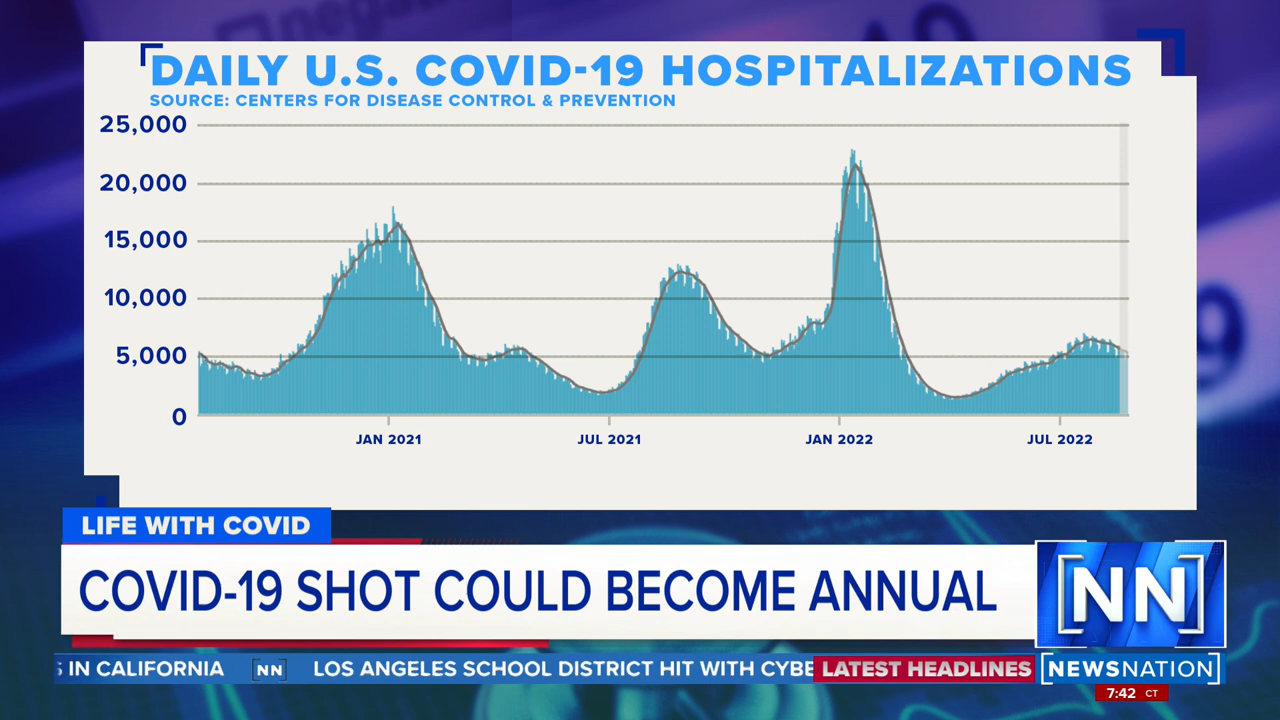 DAILY U.S. COVID-19 HOSPITALIZATIONS
SOURCE: CENTERS FOR DISEASE CONTROL & PREVENTION
25,000
20,000
15,000
10,000
5,000
0
JAN 2021 JUL 2021 JAN 2022 JUL 2022
LIFE WITH COVID
COVID-19 SHOT COULD BECOME ANNUAL
[NN]
IN CALIFORNIA [NN] LOS ANGELES SCHOOL DISTRICT HIT WITH CYBE LATEST HEADLINES [NEWSNATION]
7:42 CT
19